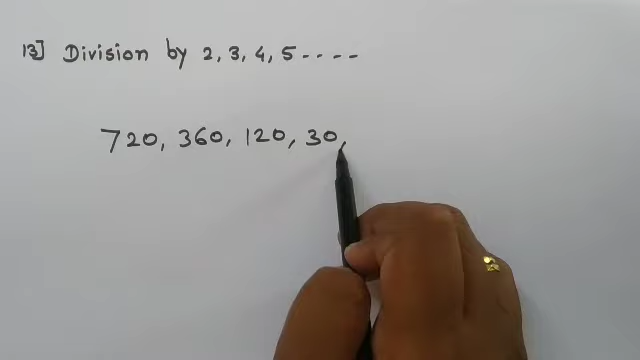 13] Division by 2, 3, 4, 5 - - - -
720, 360, 120, 30,